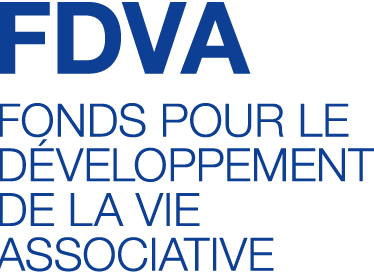 FDVA
FONDS POUR LE
DÉVELOPPEMENT
DE LA VIE
ASSOCIATIVE